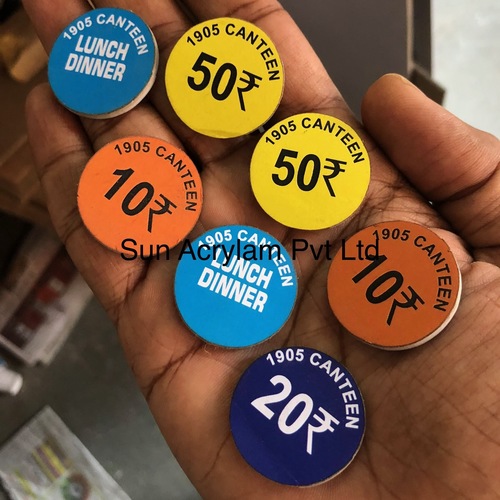 1905 CANTEEN
LUNCH
DINNER
1905 CANTEEN
50₹
1905 CANTEEN
10₹
1905 CANTEEN
50₹
Sun Acrylam Pvt Ltd
1905 CANTEEN
LUNCH
DINNER
1905 CANTEEN
10₹
1905 CANTEEN
20₹